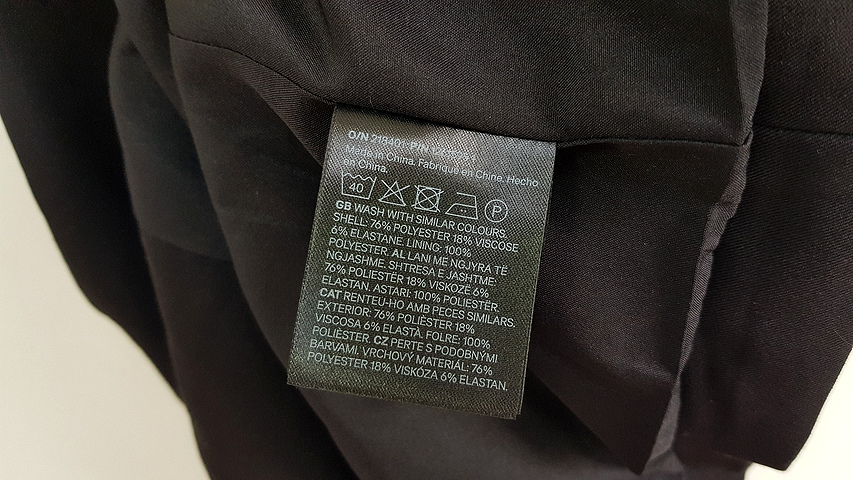 O/N 218401 P/N
Made in China. Fabriqué en Chine. Hecho
en China.
40 P
GB WASH WITH SIMILAR COLOURS.
SHELL: 76% POLYESTER 18% VISCOSE
6% ELASTANE. LINING: 100%
POLYESTER. AL LANI ME NGJYRA TË
NGJASHME. SHTRESA E JASHTME:
76% POLIESTËR 18% VISKOZË 6%
ELASTAN. ASTARI: 100% POLIESTËR.
CAT RENTEU-HO AMB PECES SIMILARS.
EXTERIOR: 76% POLIÈSTER 18%
VISCOSA 6% ELASTÀ. FOLRE: 100%
POLIÈSTER. CZ PERTE S PODOBNÝMI
BARVAMI. VRCHOVÝ MATERIÁL: 76%
POLYESTER 18% VISKÓZA 6% ELASTAN.